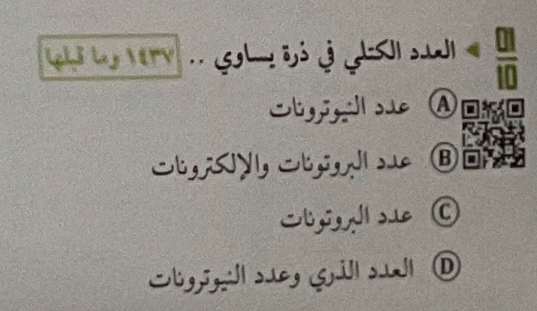 01
10
◄ العدد الكتلي في ذرة يساوي .. ١٤٣٧ وما قبلها
A عدد النيوترونات
B عدد البروتونات والإلكترونات
C عدد البروتونات
D العدد الذري وعدد النيوترونات